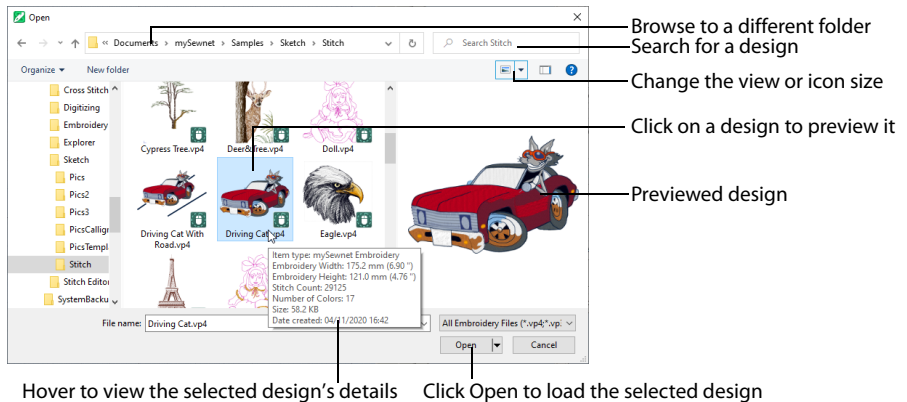 Open
Browse to a different folder
« Documents › mySewnet › Samples › Sketch › Stitch
Search Stitch
Search for a design
Organize
New folder
Change the view or icon size
Cross Stitch
Digitizing
Embroidery
Explorer
Sketch
Pics
Pics2
Pics3
PicsCalligr
PicsTempl
Stitch
Stitch Editor
SystemBacku
Cypress Tree.vp4
Deer&Tree.vp4
Doll.vp4
Click on a design to preview it
Previewed design
Driving Cat With
Road.vp4
Driving Cat.vp4
Eagle.vp4
Item type: mySewnet Embroidery
Embroidery Width: 175.2 mm (6.90 ")
Embroidery Height: 121.0 mm (4.76 ")
Stitch Count: 29125
Number of Colors: 17
Size: 58.2 KB
Date created: 04/11/2020 16:42
File name: Driving Cat.vp4
All Embroidery Files (*.vp4;*.vp:
Open
Cancel
Hover to view the selected design's details
Click Open to load the selected design